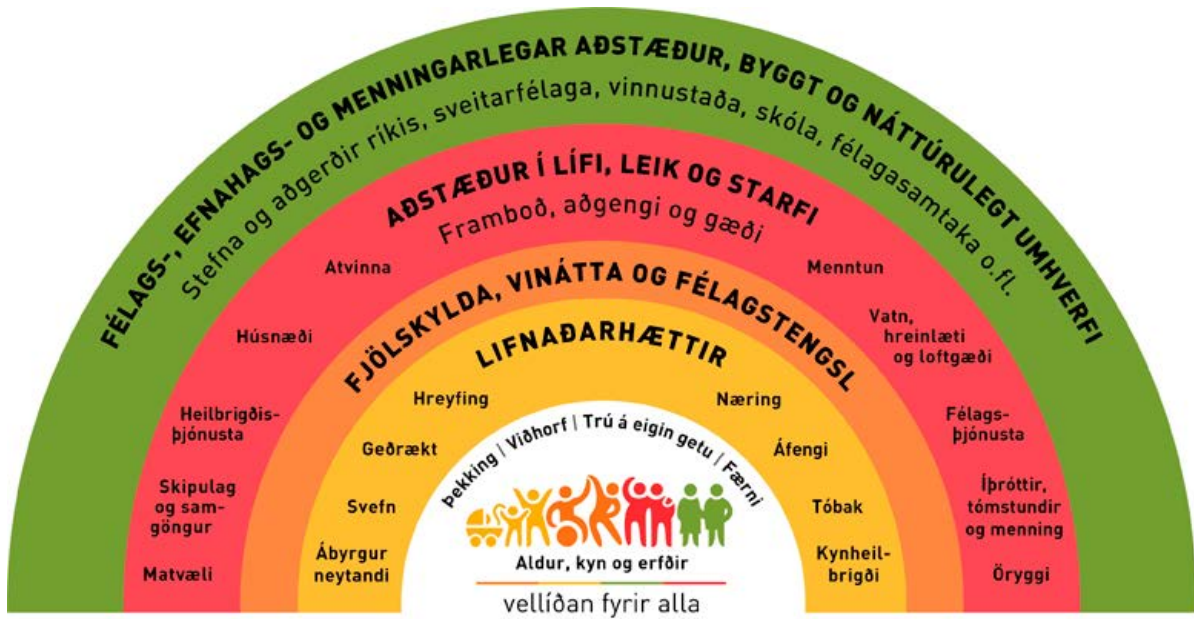 FÉLAGS-, EFNAHAGS- OG MENNINGARLEGAR AÐSTÆÐUR, BYGGT OG NÁTTÚRULEGT UMHVERFI
Stefna og aðgerðir ríkis, sveitarfélaga, vinnustaða, skóla, félagasamtaka o.fl.
AÐSTÆÐUR Í LÍFI, LEIK OG STARFI
Framboð, aðgengi og gæði
Atvinna
Húsnæði
Heilbrigðis-
þjónusta
Skipulag
og sam-
göngur
Matvæli
Menntun
Vatn,
hreinlæti
og loftgæði
Félags-
þjónusta
Íþróttir,
tómstundir
og menning
Öryggi
FJÖLSKYLDA, VINÁTTA OG FÉLAGSTENGSL
LIFNAÐARHÆTTIR
Hreyfing
Geðrækt
Svefn
Ábyrgur
neytandi
Næring
Áfengi
Tóbak
Kynheil-
brigði
Þekking | Viðhorf | Trú á eigin getu | Færni
Aldur, kyn og erfðir
vellíðan fyrir alla